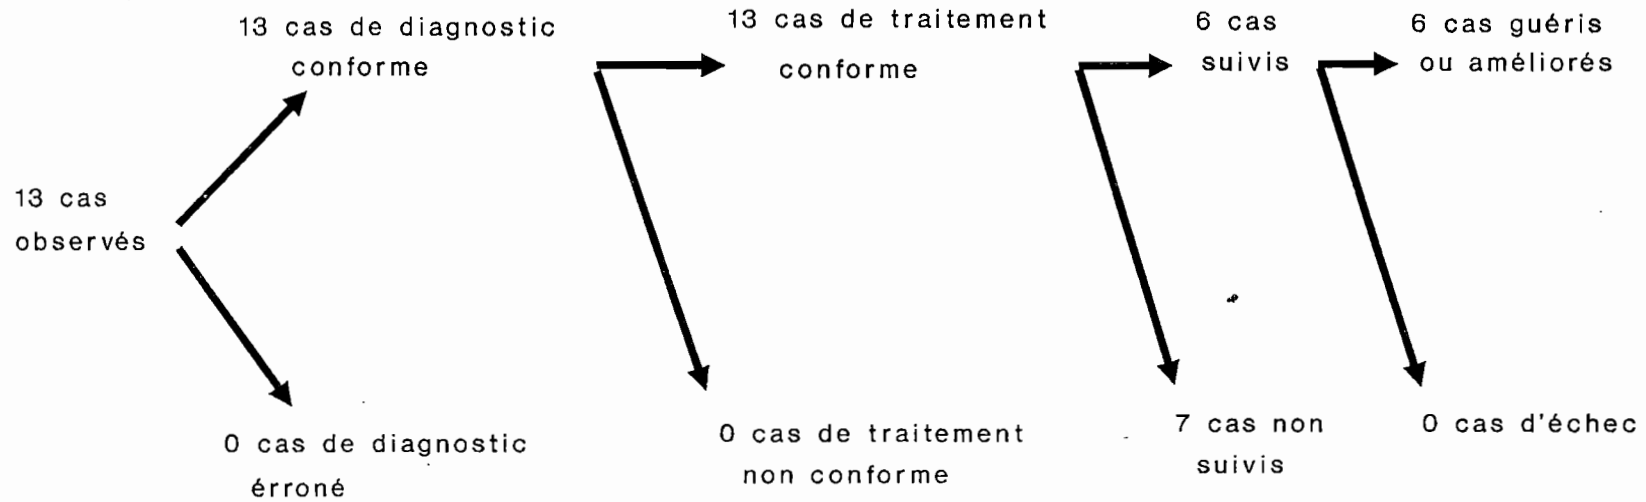 13 cas de diagnostic
conforme
13 cas de traitement
conforme
6 cas
suivis
6 cas guéris
ou améliorés
13 cas
observés
0 cas de diagnostic
érroné
0 cas de traitement
non conforme
7 cas non
suivis
0 cas d'échec